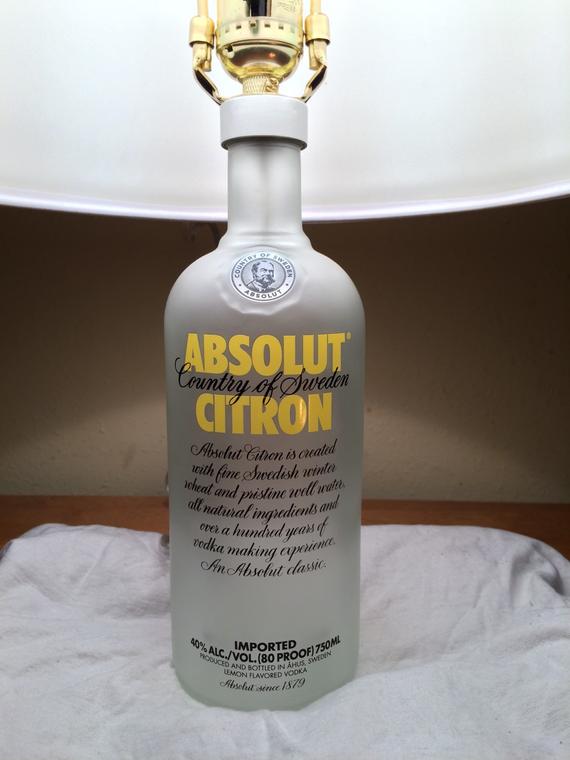 COUNTRY OF SWEDEN
ABSOLUT
ABSOLUT®
Country of Sweden
CITRON
Absolut Citron is created
with fine Swedish winter
wheat and pristine well water,
all natural ingredients and
over a hundred years of
vodka making experience.
An Absolut classic.
IMPORTED
40% ALC./VOL. (80 PROOF) 750ML
PRODUCED AND BOTTLED IN ÅHUS, SWEDEN
LEMON FLAVORED VODKA
Absolut since 1879